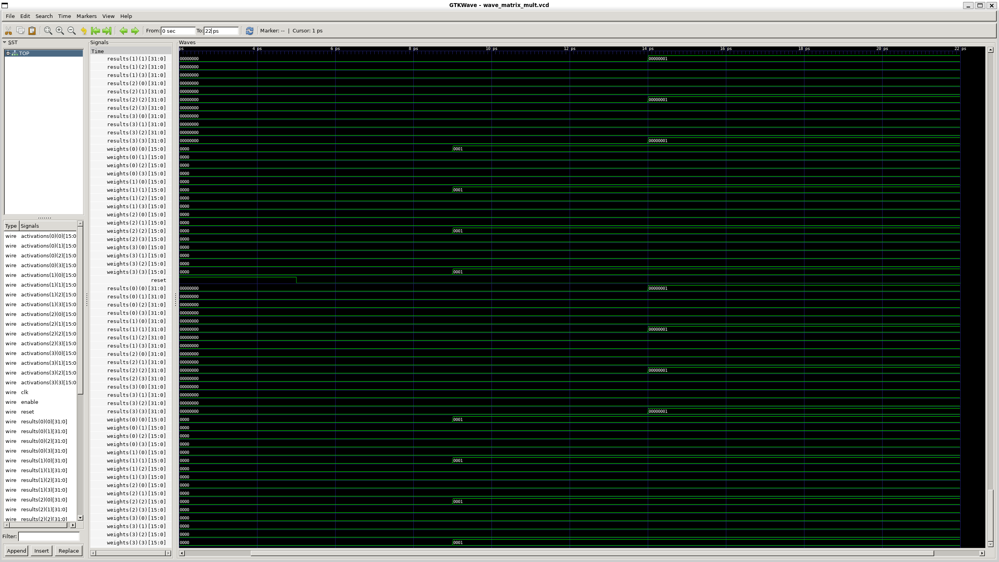 GTKWave - wave_matrix_mult.vcd
File Edit Search Time Markers View Help
From: 0 sec To: 22 ps Marker: -- | Cursor: 1 ps
SST
TOP
Type Signals
wire activations(0)(0)[15:0
wire activations(0)(1)[15:0
wire activations(0)(2)[15:0
wire activations(0)(3)[15:0
wire activations(1)(0)[15:0
wire activations(1)(1)[15:0
wire activations(1)(2)[15:0
wire activations(1)(3)[15:0
wire activations(2)(0)[15:0
wire activations(2)(1)[15:0
wire activations(2)(2)[15:0
wire activations(2)(3)[15:0
wire activations(3)(0)[15:0
wire activations(3)(1)[15:0
wire activations(3)(2)[15:0
wire activations(3)(3)[15:0
wire clk
wire enable
wire reset
wire results(0)(0)[31:0]
wire results(0)(1)[31:0]
wire results(0)(2)[31:0]
wire results(0)(3)[31:0]
wire results(1)(0)[31:0]
wire results(1)(1)[31:0]
wire results(1)(2)[31:0]
wire results(1)(3)[31:0]
wire results(2)(0)[31:0]
wire results(2)(1)[31:0]
wire results(2)(2)[31:0]
Filter:
Append Insert Replace
Signals Waves
Time ps 4 ps 6 ps 8 ps 10 ps 12 ps 14 ps 16 ps 18 ps 20 ps 22 ps
results(1)(1)[31:0] 00000000 00000001
results(1)(2)[31:0] 00000000
results(1)(3)[31:0] 00000000
results(2)(0)[31:0] 00000000
results(2)(1)[31:0] 00000000
results(2)(2)[31:0] 00000000 00000001
results(2)(3)[31:0] 00000000
results(3)(0)[31:0] 00000000
results(3)(1)[31:0] 00000000
results(3)(2)[31:0] 00000000
results(3)(3)[31:0] 00000000 00000001
weights(0)(0)[15:0] 0000 0001
weights(0)(1)[15:0] 0000
weights(0)(2)[15:0] 0000
weights(0)(3)[15:0] 0000
weights(1)(0)[15:0] 0000
weights(1)(1)[15:0] 0000 0001
weights(1)(2)[15:0] 0000
weights(1)(3)[15:0] 0000
weights(2)(0)[15:0] 0000
weights(2)(1)[15:0] 0000
weights(2)(2)[15:0] 0000 0001
weights(2)(3)[15:0] 0000
weights(3)(0)[15:0] 0000
weights(3)(1)[15:0] 0000
weights(3)(2)[15:0] 0000
weights(3)(3)[15:0] 0000 0001
reset
results(0)(0)[31:0] 00000000 00000001
results(0)(1)[31:0] 00000000
results(0)(2)[31:0] 00000000
results(0)(3)[31:0] 00000000
results(1)(0)[31:0] 00000000
results(1)(1)[31:0] 00000000 00000001
results(1)(2)[31:0] 00000000
results(1)(3)[31:0] 00000000
results(2)(0)[31:0] 00000000
results(2)(1)[31:0] 00000000
results(2)(2)[31:0] 00000000 00000001
results(2)(3)[31:0] 00000000
results(3)(0)[31:0] 00000000
results(3)(1)[31:0] 00000000
results(3)(2)[31:0] 00000000
results(3)(3)[31:0] 00000000 00000001
weights(0)(0)[15:0] 0000 0001
weights(0)(1)[15:0] 0000
weights(0)(2)[15:0] 0000
weights(0)(3)[15:0] 0000
weights(1)(0)[15:0] 0000
weights(1)(1)[15:0] 0000 0001
weights(1)(2)[15:0] 0000
weights(1)(3)[15:0] 0000
weights(2)(0)[15:0] 0000
weights(2)(1)[15:0] 0000
weights(2)(2)[15:0] 0000 0001
weights(2)(3)[15:0] 0000
weights(3)(0)[15:0] 0000
weights(3)(1)[15:0] 0000
weights(3)(2)[15:0] 0000
weights(3)(3)[15:0] 0000 0001